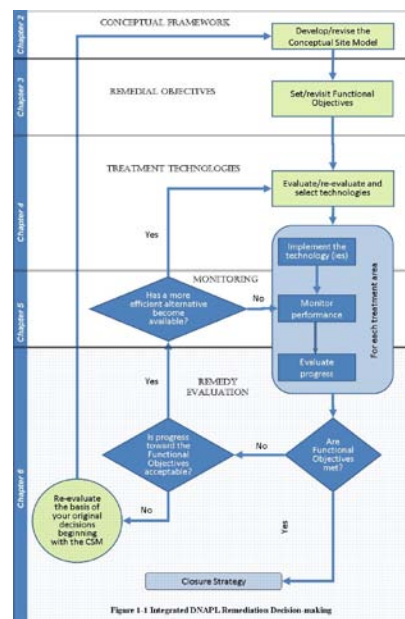 Chapter 2
CONCEPTUAL FRAMEWORK
Develop/revise the
Conceptual Site Model
Chapter 3
REMEDIAL OBJECTIVES
Set/revisit Functional
Objectives
Chapter 4
TREATMENT TECHNOLOGIES
Evaluate/re-evaluate and
select technologies
Yes
Implement the
technology (ies)
For each treatment area
Chapter 5
MONITORING
Has a more
efficient alternative
become
available?
No
Monitor
performance
Evaluate
progress
Chapter 6
Yes
REMEDY
EVALUATION
Is progress
toward the
Functional
Objectives
acceptable?
No
Are
Functional
Objectives
met?
No
Re-evaluate
the basis of
your original
decisions
beginning
with the CSM
Yes
Closure Strategy
Figure 1-1 Integrated DNAPL Remediation Decision-making